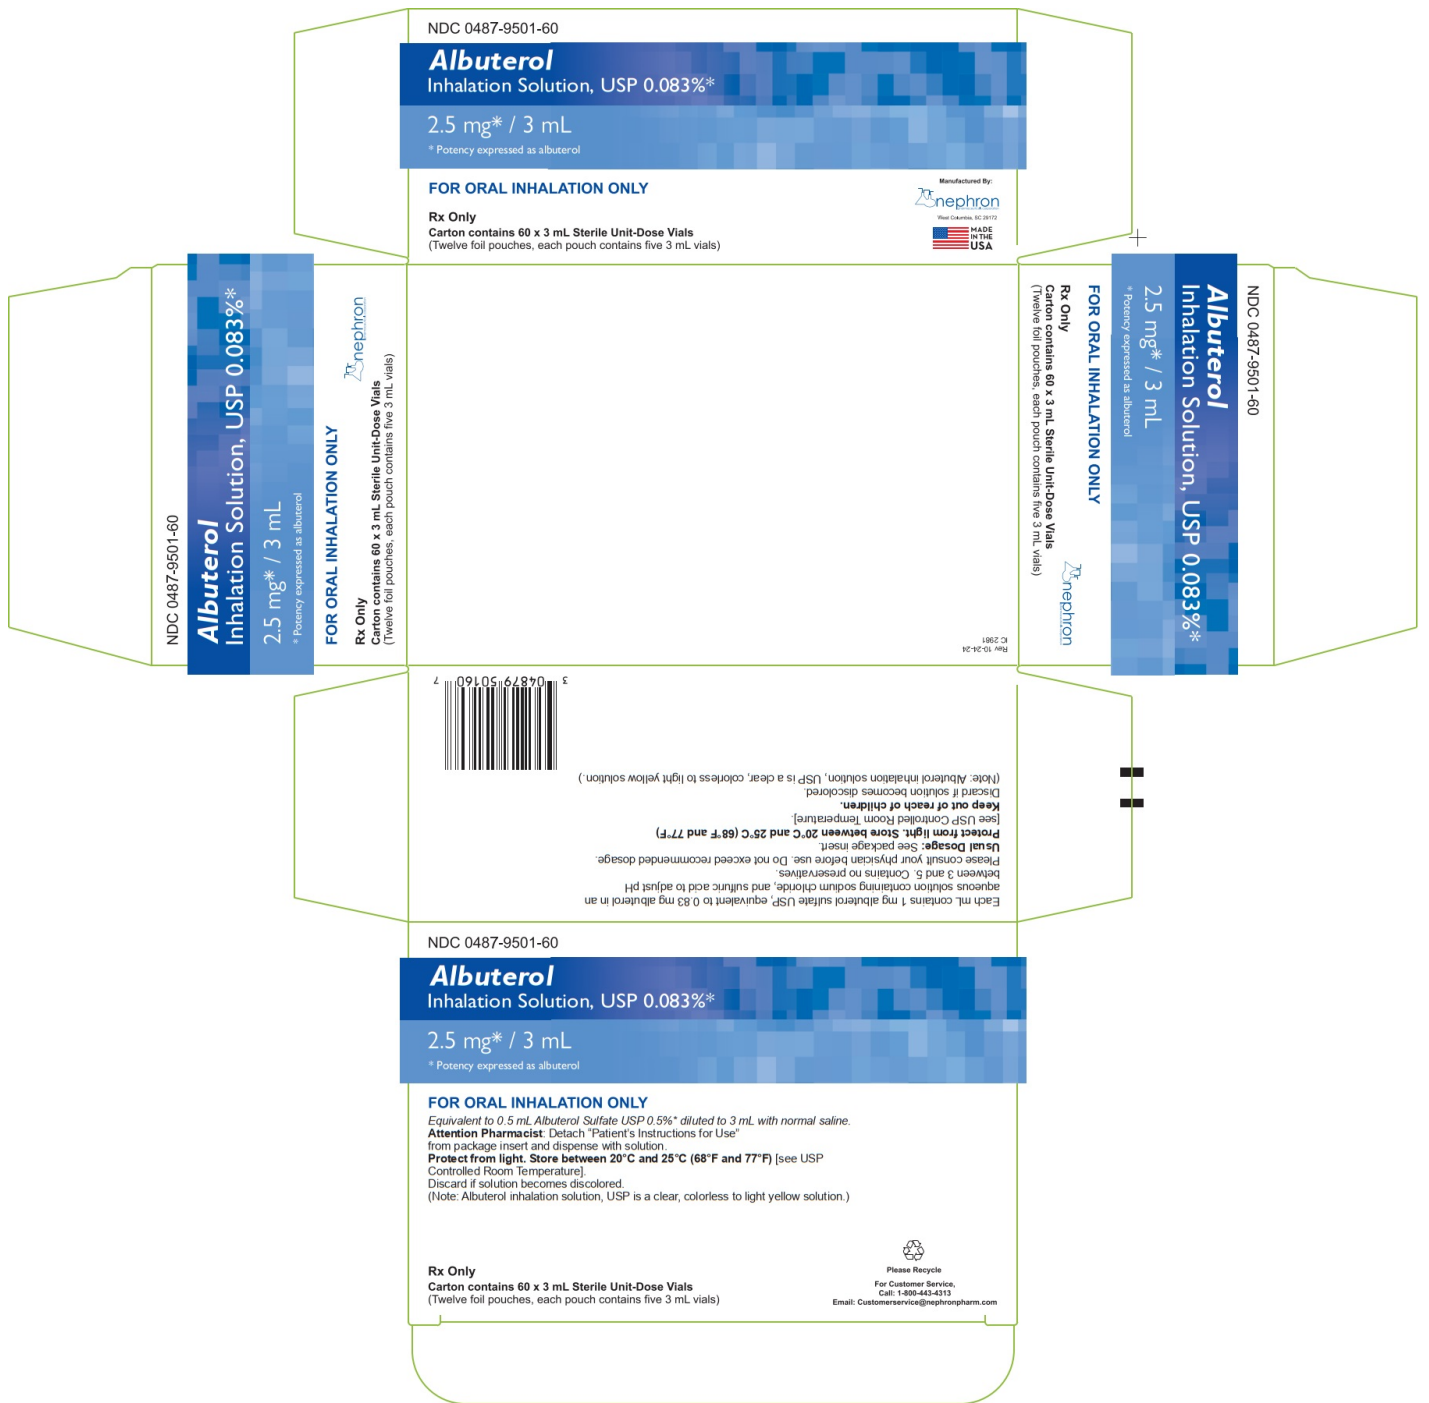 NDC 0487-9501-60
Albuterol
Inhalation Solution, USP 0.083%*
2.5 mg* / 3 mL
* Potency expressed as albuterol
FOR ORAL INHALATION ONLY
Rx Only
Carton contains 60 x 3 mL Sterile Unit-Dose Vials
(Twelve foil pouches, each pouch contains five 3 mL vials)
Manufactured By:
nephron
West Columbia, SC 29172
MADE
IN THE
USA
NDC 0487-9501-60
Albuterol
Inhalation Solution, USP 0.083%*
2.5 mg* / 3 mL
* Potency expressed as albuterol
FOR ORAL INHALATION ONLY
nephron
Rx Only
Carton contains 60 x 3 mL Sterile Unit-Dose Vials
(Twelve foil pouches, each pouch contains five 3 mL vials)
NDC 0487-9501-60
Albuterol
Inhalation Solution, USP 0.083%*
2.5 mg* / 3 mL
* Potency expressed as albuterol
FOR ORAL INHALATION ONLY
Rx Only
Carton contains 60 x 3 mL Sterile Unit-Dose Vials
(Twelve foil pouches, each pouch contains five 3 mL vials)
nephron
IC 2981
Rev 10-24-24
Each mL contains 1 mg albuterol sulfate USP, equivalent to 0.83 mg albuterol in an
aqueous solution containing sodium chloride, and sulfuric acid to adjust pH
between 3 and 5. Contains no preservatives.
Please consult your physician before use. Do not exceed recommended dosage.
Usual Dosage: See package insert.
Protect from light. Store between 20°C and 25°C (68°F and 77°F)
[see USP Controlled Room Temperature].
Keep out of reach of children.
Discard if solution becomes discolored.
(Note: Albuterol inhalation solution, USP is a clear, colorless to light yellow solution.)
3 04879 50160 7
NDC 0487-9501-60
Albuterol
Inhalation Solution, USP 0.083%*
2.5 mg* / 3 mL
* Potency expressed as albuterol
FOR ORAL INHALATION ONLY
Equivalent to 0.5 mL Albuterol Sulfate USP 0.5%* diluted to 3 mL with normal saline.
Attention Pharmacist: Detach "Patient's Instructions for Use"
from package insert and dispense with solution.
Protect from light. Store between 20°C and 25°C (68°F and 77°F) [see USP
Controlled Room Temperature].
Discard if solution becomes discolored.
(Note: Albuterol inhalation solution, USP is a clear, colorless to light yellow solution.)
Rx Only
Carton contains 60 x 3 mL Sterile Unit-Dose Vials
(Twelve foil pouches, each pouch contains five 3 mL vials)
Please Recycle
For Customer Service,
Call: 1-800-443-4313
Email: Customerservice@nephronpharm.com